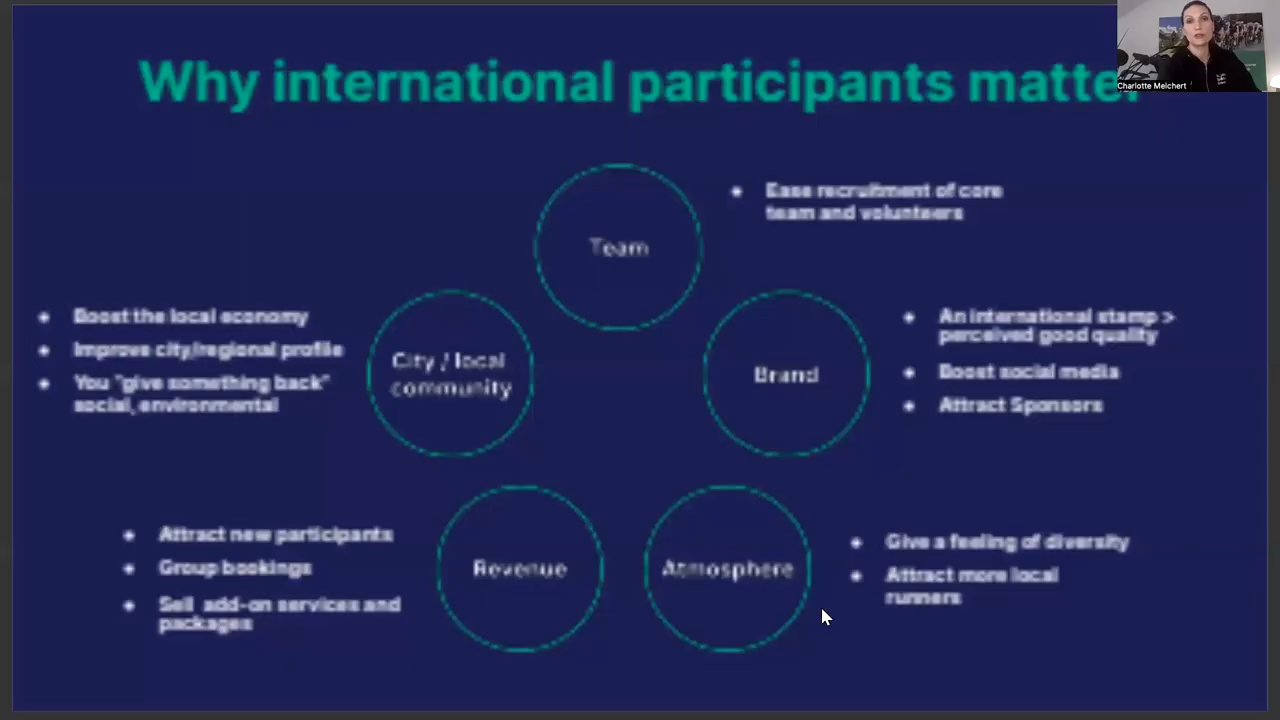 Why international participants matter
Charlotte Melchert
Team
Ease recruitment of core
team and volunteers
City / local
community
Boost the local economy
Improve city/regional profile
You "give something back"
social, environmental
Brand
An international stamp >
perceived good quality
Boost social media
Attract Sponsors
Revenue
Attract new participants
Group bookings
Sell add-on services and
packages
Atmosphere
Give a feeling of diversity
Attract more local
runners